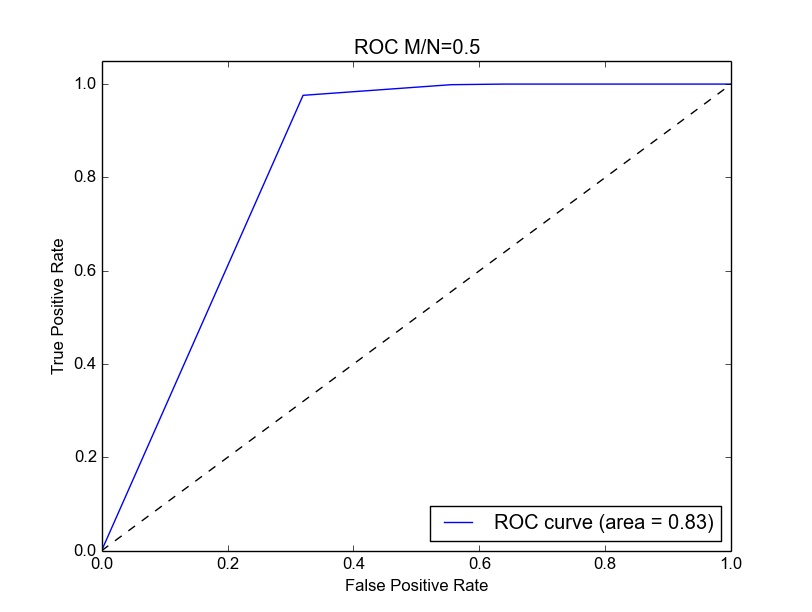 ROC M/N=0.5
1.0
0.8
0.6
0.4
0.2
0.0
True Positive Rate
ROC curve (area = 0.83)
0.0 0.2 0.4 0.6 0.8 1.0
False Positive Rate